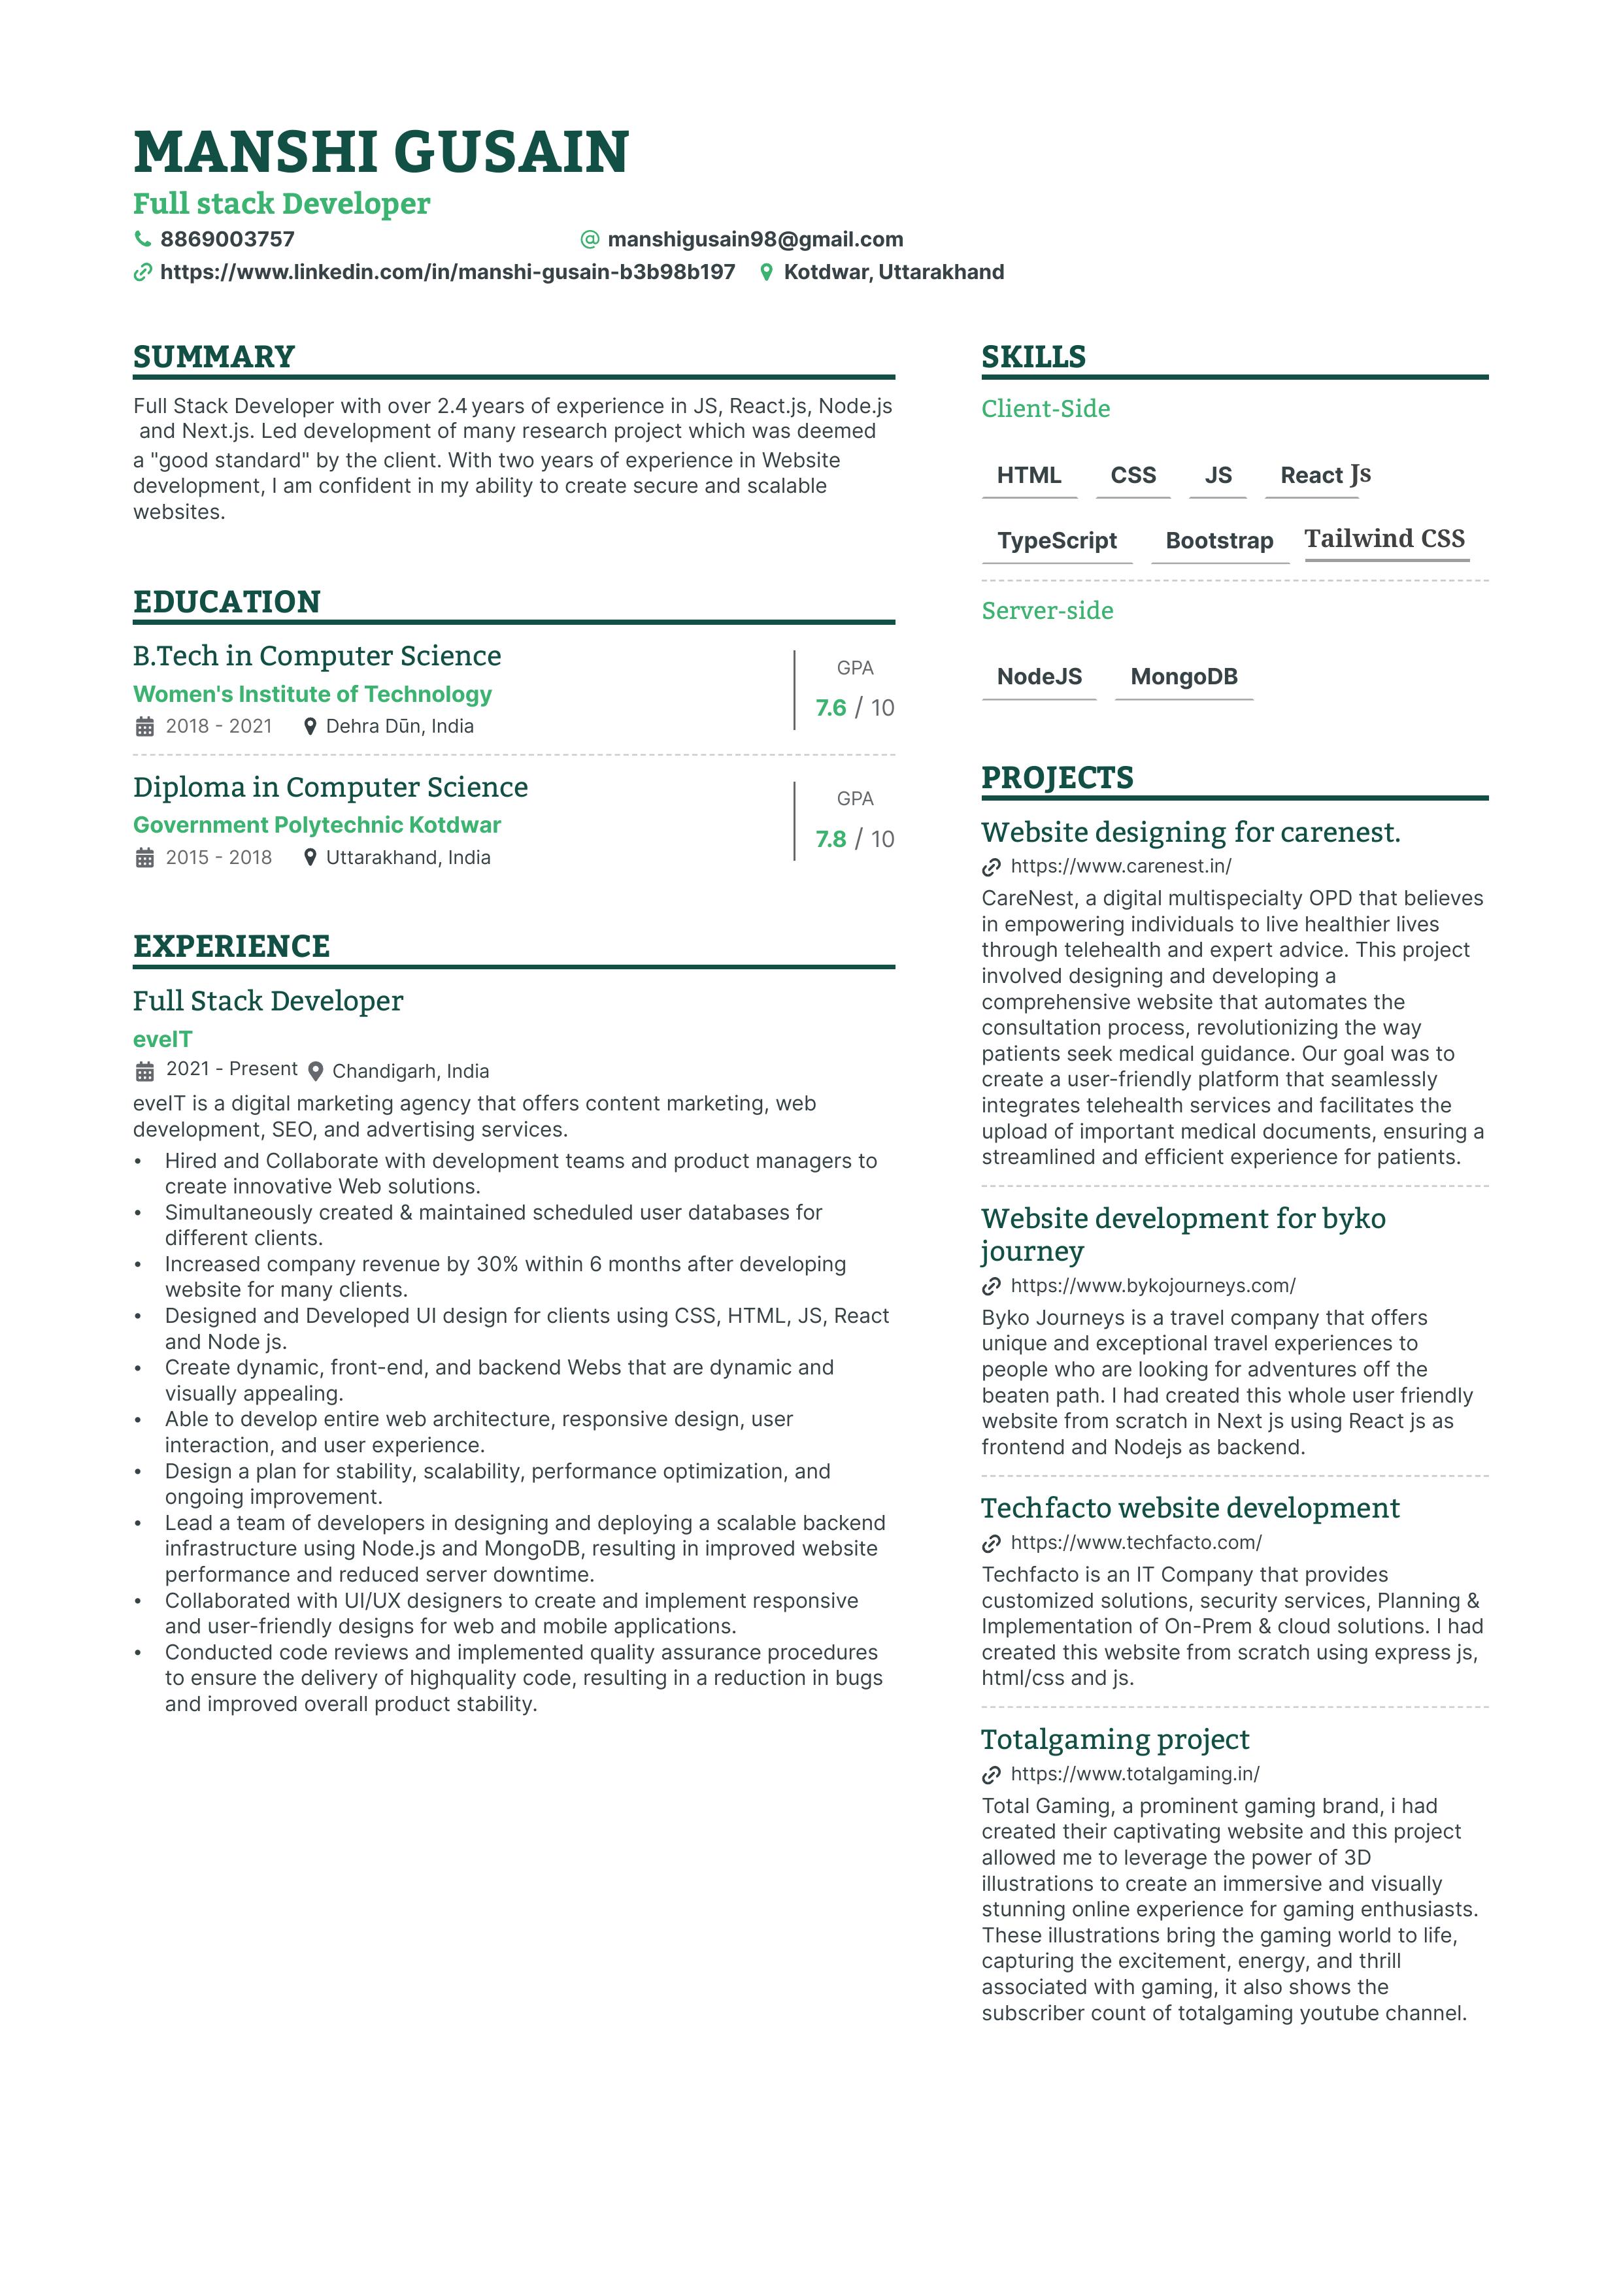 MANSHI GUSAIN
Full stack Developer
8869003757
manshigusain98@gmail.com
https://www.linkedin.com/in/manshi-gusain-b3b98b197
Kotdwar, Uttarakhand
SUMMARY
Full Stack Developer with over 2.4 years of experience in JS, React.js, Node.js
and Next.js. Led development of many research project which was deemed
a "good standard" by the client. With two years of experience in Website
development, I am confident in my ability to create secure and scalable
websites.
EDUCATION
B.Tech in Computer Science
Women's Institute of Technology
2018 - 2021
Dehra Dūn, India
GPA
7.6 / 10
Diploma in Computer Science
Government Polytechnic Kotdwar
2015 - 2018
Uttarakhand, India
GPA
7.8 / 10
EXPERIENCE
Full Stack Developer
eveIT
2021 - Present
Chandigarh, India
eveIT is a digital marketing agency that offers content marketing, web
development, SEO, and advertising services.
• Hired and Collaborate with development teams and product managers to
create innovative Web solutions.
• Simultaneously created & maintained scheduled user databases for
different clients.
• Increased company revenue by 30% within 6 months after developing
website for many clients.
• Designed and Developed UI design for clients using CSS, HTML, JS, React
and Node js.
• Create dynamic, front-end, and backend Webs that are dynamic and
visually appealing.
• Able to develop entire web architecture, responsive design, user
interaction, and user experience.
• Design a plan for stability, scalability, performance optimization, and
ongoing improvement.
• Lead a team of developers in designing and deploying a scalable backend
infrastructure using Node.js and MongoDB, resulting in improved website
performance and reduced server downtime.
• Collaborated with UI/UX designers to create and implement responsive
and user-friendly designs for web and mobile applications.
• Conducted code reviews and implemented quality assurance procedures
to ensure the delivery of highquality code, resulting in a reduction in bugs
and improved overall product stability.
SKILLS
Client-Side
HTML CSS JS React Js
TypeScript Bootstrap Tailwind CSS
Server-side
NodeJS MongoDB
PROJECTS
Website designing for carenest.
https://www.carenest.in/
CareNest, a digital multispecialty OPD that believes
in empowering individuals to live healthier lives
through telehealth and expert advice. This project
involved designing and developing a
comprehensive website that automates the
consultation process, revolutionizing the way
patients seek medical guidance. Our goal was to
create a user-friendly platform that seamlessly
integrates telehealth services and facilitates the
upload of important medical documents, ensuring a
streamlined and efficient experience for patients.
Website development for byko
journey
https://www.bykojourneys.com/
Byko Journeys is a travel company that offers
unique and exceptional travel experiences to
people who are looking for adventures off the
beaten path. I had created this whole user friendly
website from scratch in Next js using React js as
frontend and Nodejs as backend.
Techfacto website development
https://www.techfacto.com/
Techfacto is an IT Company that provides
customized solutions, security services, Planning &
Implementation of On-Prem & cloud solutions. I had
created this website from scratch using express js,
html/css and js.
Totalgaming project
https://www.totalgaming.in/
Total Gaming, a prominent gaming brand, i had
created their captivating website and this project
allowed me to leverage the power of 3D
illustrations to create an immersive and visually
stunning online experience for gaming enthusiasts.
These illustrations bring the gaming world to life,
capturing the excitement, energy, and thrill
associated with gaming, it also shows the
subscriber count of totalgaming youtube channel.